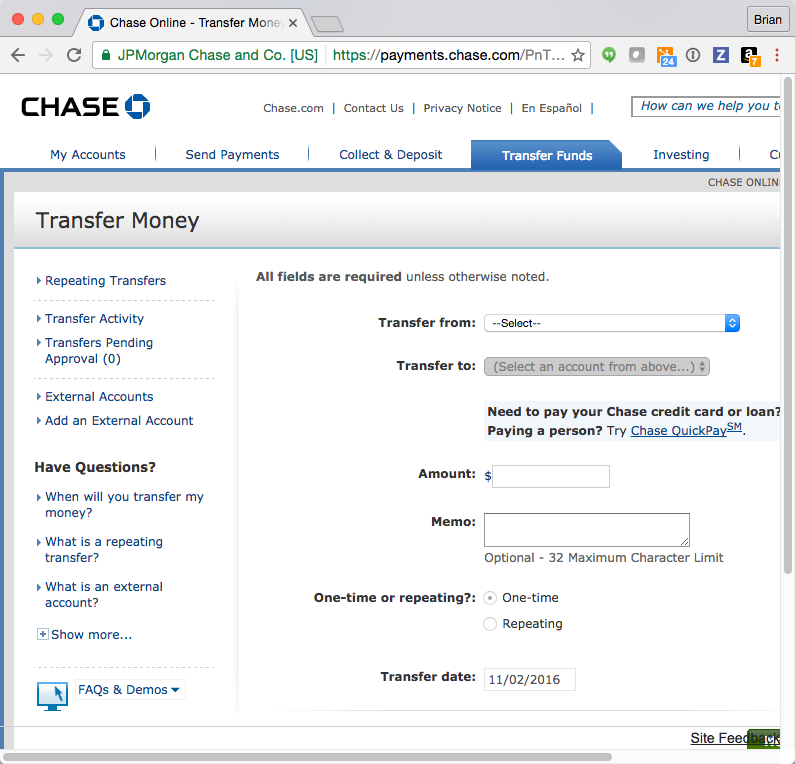 Chase Online - Transfer Money
Brian
JPMorgan Chase and Co. [US] https://payments.chase.com/PnT...
24
Z
a
7
CHASE
Chase.com | Contact Us | Privacy Notice | En Español |
How can we help you t
My Accounts
Send Payments
Collect & Deposit
Transfer Funds
Investing
CHASE ONLIN
Transfer Money
Repeating Transfers
Transfer Activity
Transfers Pending
Approval (0)
External Accounts
Add an External Account
Have Questions?
When will you transfer my
money?
What is a repeating
transfer?
What is an external
account?
Show more...
FAQs & Demos
All fields are required unless otherwise noted.
Transfer from: --Select--
Transfer to: (Select an account from above...)
Need to pay your Chase credit card or loan?
Paying a person? Try Chase QuickPaySM.
Amount: $
Memo:
Optional - 32 Maximum Character Limit
One-time or repeating?: One-time
Repeating
Transfer date: 11/02/2016
Site Feedback